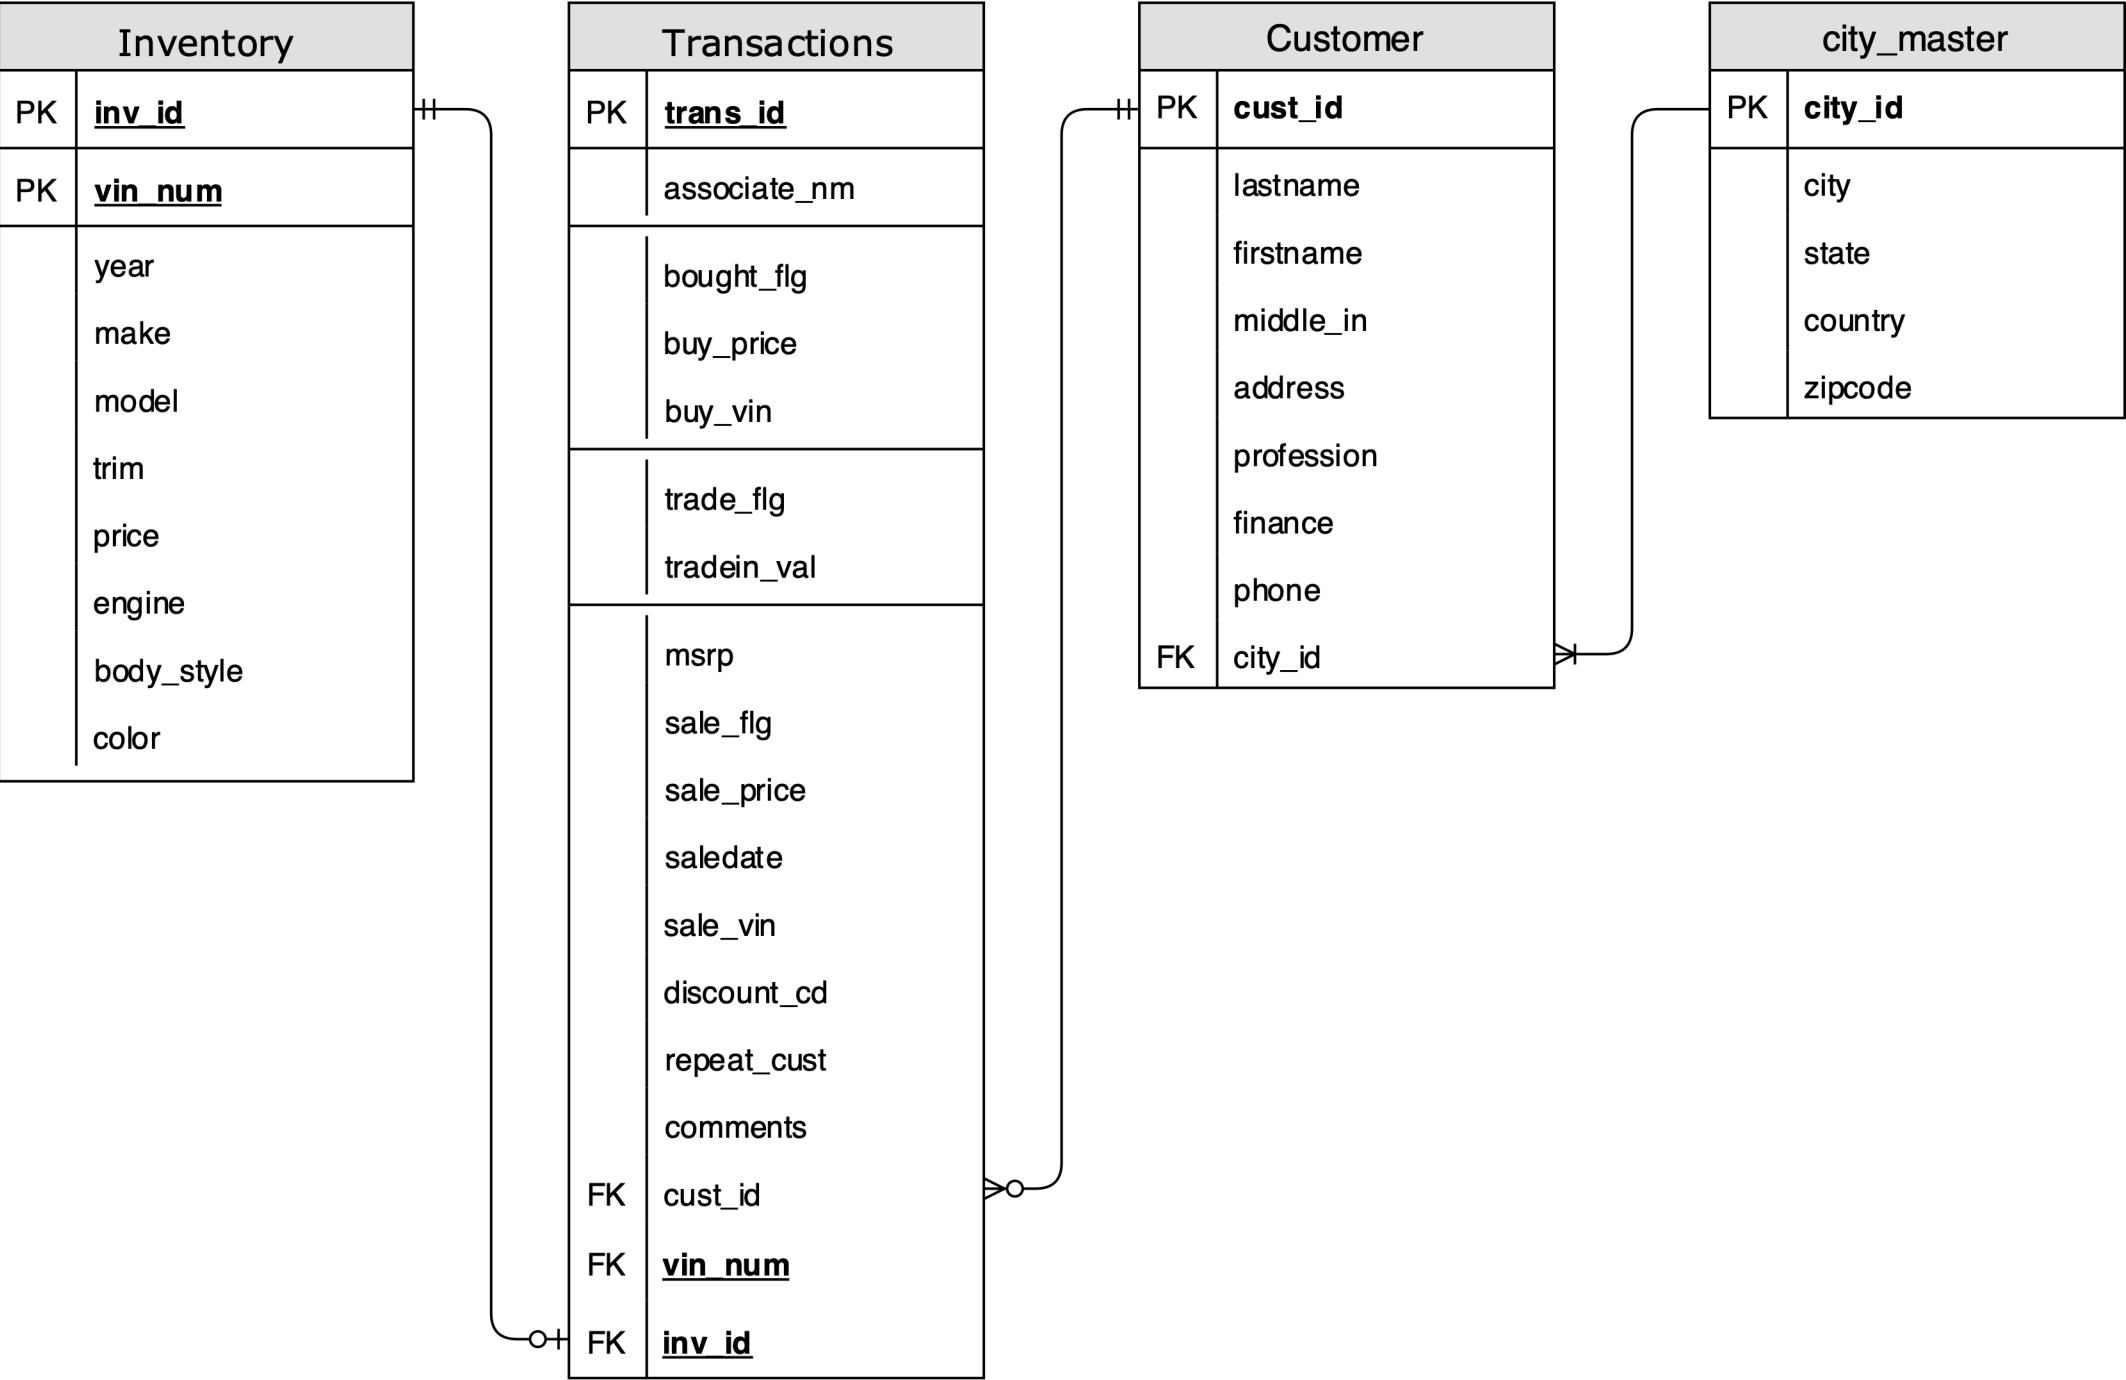 Inventory
PK inv_id
PK vin_num
year
make
model
trim
price
engine
body_style
color
Transactions
PK trans_id
associate_nm
bought_flg
buy_price
buy_vin
trade_flg
tradein_val
msrp
sale_flg
sale_price
saledate
sale_vin
discount_cd
repeat_cust
comments
FK cust_id
FK vin_num
FK inv_id
Customer
PK cust_id
lastname
firstname
middle_in
address
profession
finance
phone
FK city_id
city_master
PK city_id
city
state
country
zipcode